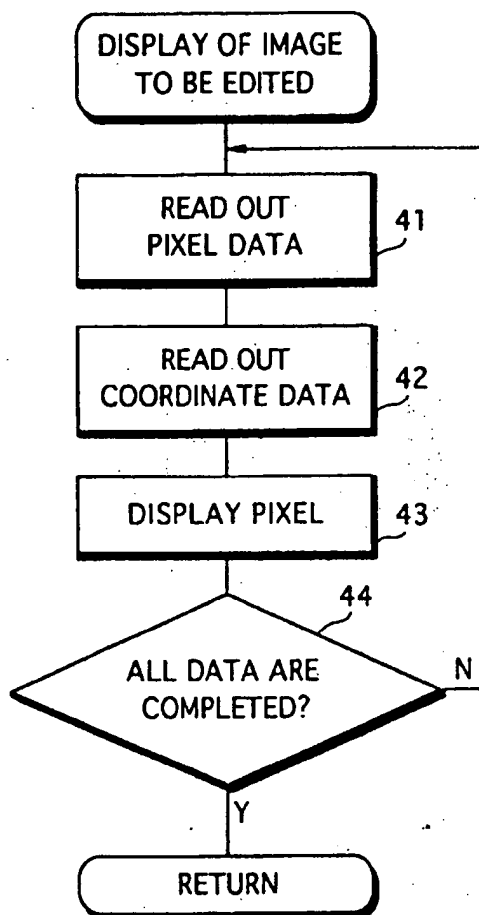 DISPLAY OF IMAGE
TO BE EDITED
READ OUT
PIXEL DATA
41
READ OUT
COORDINATE DATA
42
DISPLAY PIXEL
43
44
ALL DATA ARE
COMPLETED?
N
Y
RETURN